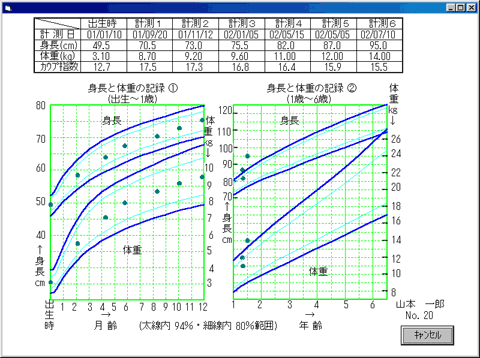 出生時 計測1 計測2 計測3 計測4 計測5 計測6
計測日 01/01/10 01/09/20 01/11/12 02/01/05 02/05/15 02/05/05 02/07/10
身長(cm) 49.5 70.5 73.0 75.5 82.0 87.0 95.0
体重(kg) 3.10 8.70 9.20 9.60 11.00 12.00 14.00
カウプ指数 12.7 17.5 17.3 16.8 16.4 15.9 15.5
身長と体重の記録 ①
(出生〜1歳)
80
70
60
50
40
↑
身長
cm
身長
体重
体重
kg
↓
10
9
8
7
6
5
4
3
出生時 1 2 3 4 5 6 7 8 9 10 11 12
→
月 齢
身長と体重の記録 ②
(1歳〜6歳)
120
110
100
90
80
70
↑
身長
cm
身長
体重
体重
kg
↓
26
24
22
20
18
16
14
12
10
8
1 2 3 4 5 6
→
年 齢
(太線内 94%・細線内 80%範囲)
山本 一郎
No. 20
キャンセル